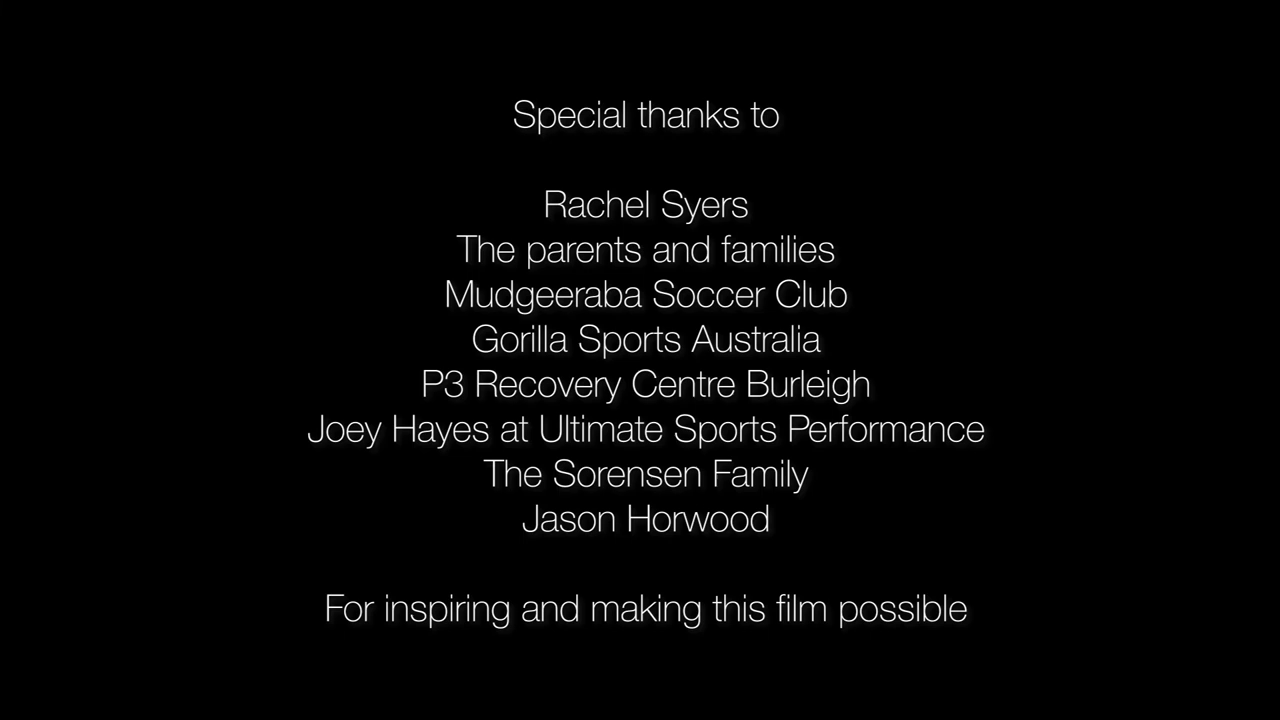 Special thanks to
Rachel Syers
The parents and families
Mudgeeraba Soccer Club
Gorilla Sports Australia
P3 Recovery Centre Burleigh
Joey Hayes at Ultimate Sports Performance
The Sorensen Family
Jason Horwood
For inspiring and making this film possible